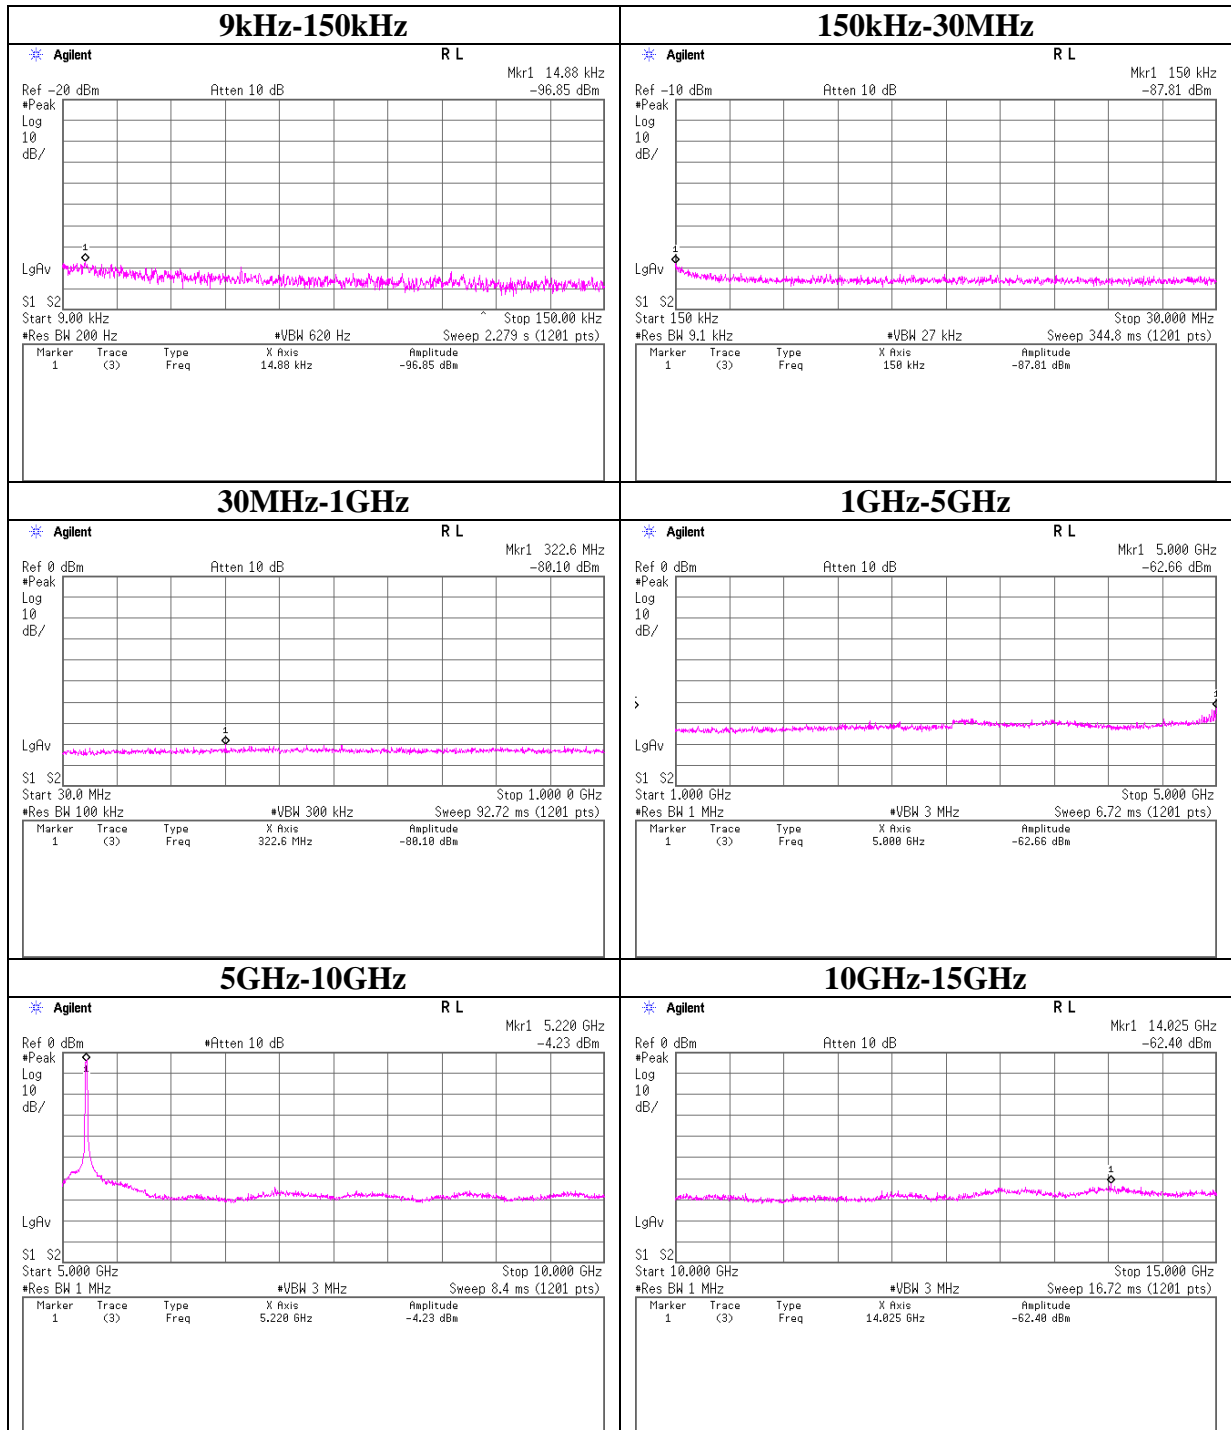 9kHz-150kHz
Agilent R L
Mkr1 14.88 kHz
Ref -20 dBm Atten 10 dB -96.85 dBm
#Peak
Log
10
dB/
1
LgAv
S1 S2
Start 9.00 kHz ^ Stop 150.00 kHz
#Res BW 200 Hz #VBW 620 Hz Sweep 2.279 s (1201 pts)
Marker Trace Type X Axis Amplitude
1 (3) Freq 14.88 kHz -96.85 dBm
150kHz-30MHz
Agilent R L
Mkr1 150 kHz
Ref -10 dBm Atten 10 dB -87.81 dBm
#Peak
Log
10
dB/
1
LgAv
S1 S2
Start 150 kHz Stop 30.000 MHz
#Res BW 9.1 kHz #VBW 27 kHz Sweep 344.8 ms (1201 pts)
Marker Trace Type X Axis Amplitude
1 (3) Freq 150 kHz -87.81 dBm
30MHz-1GHz
Agilent R L
Mkr1 322.6 MHz
Ref 0 dBm Atten 10 dB -80.10 dBm
#Peak
Log
10
dB/
1
LgAv
S1 S2
Start 30.0 MHz Stop 1.000 0 GHz
#Res BW 100 kHz #VBW 300 kHz Sweep 92.72 ms (1201 pts)
Marker Trace Type X Axis Amplitude
1 (3) Freq 322.6 MHz -80.10 dBm
1GHz-5GHz
Agilent R L
Mkr1 5.000 GHz
Ref 0 dBm Atten 10 dB -62.66 dBm
#Peak
Log
10
dB/
1
LgAv
S1 S2
Start 1.000 GHz Stop 5.000 GHz
#Res BW 1 MHz #VBW 3 MHz Sweep 6.72 ms (1201 pts)
Marker Trace Type X Axis Amplitude
1 (3) Freq 5.000 GHz -62.66 dBm
5GHz-10GHz
Agilent R L
Mkr1 5.220 GHz
Ref 0 dBm #Atten 10 dB -4.23 dBm
#Peak
Log
10
dB/
1
LgAv
S1 S2
Start 5.000 GHz Stop 10.000 GHz
#Res BW 1 MHz #VBW 3 MHz Sweep 8.4 ms (1201 pts)
Marker Trace Type X Axis Amplitude
1 (3) Freq 5.220 GHz -4.23 dBm
10GHz-15GHz
Agilent R L
Mkr1 14.025 GHz
Ref 0 dBm Atten 10 dB -62.40 dBm
#Peak
Log
10
dB/
1
LgAv
S1 S2
Start 10.000 GHz Stop 15.000 GHz
#Res BW 1 MHz #VBW 3 MHz Sweep 16.72 ms (1201 pts)
Marker Trace Type X Axis Amplitude
1 (3) Freq 14.025 GHz -62.40 dBm